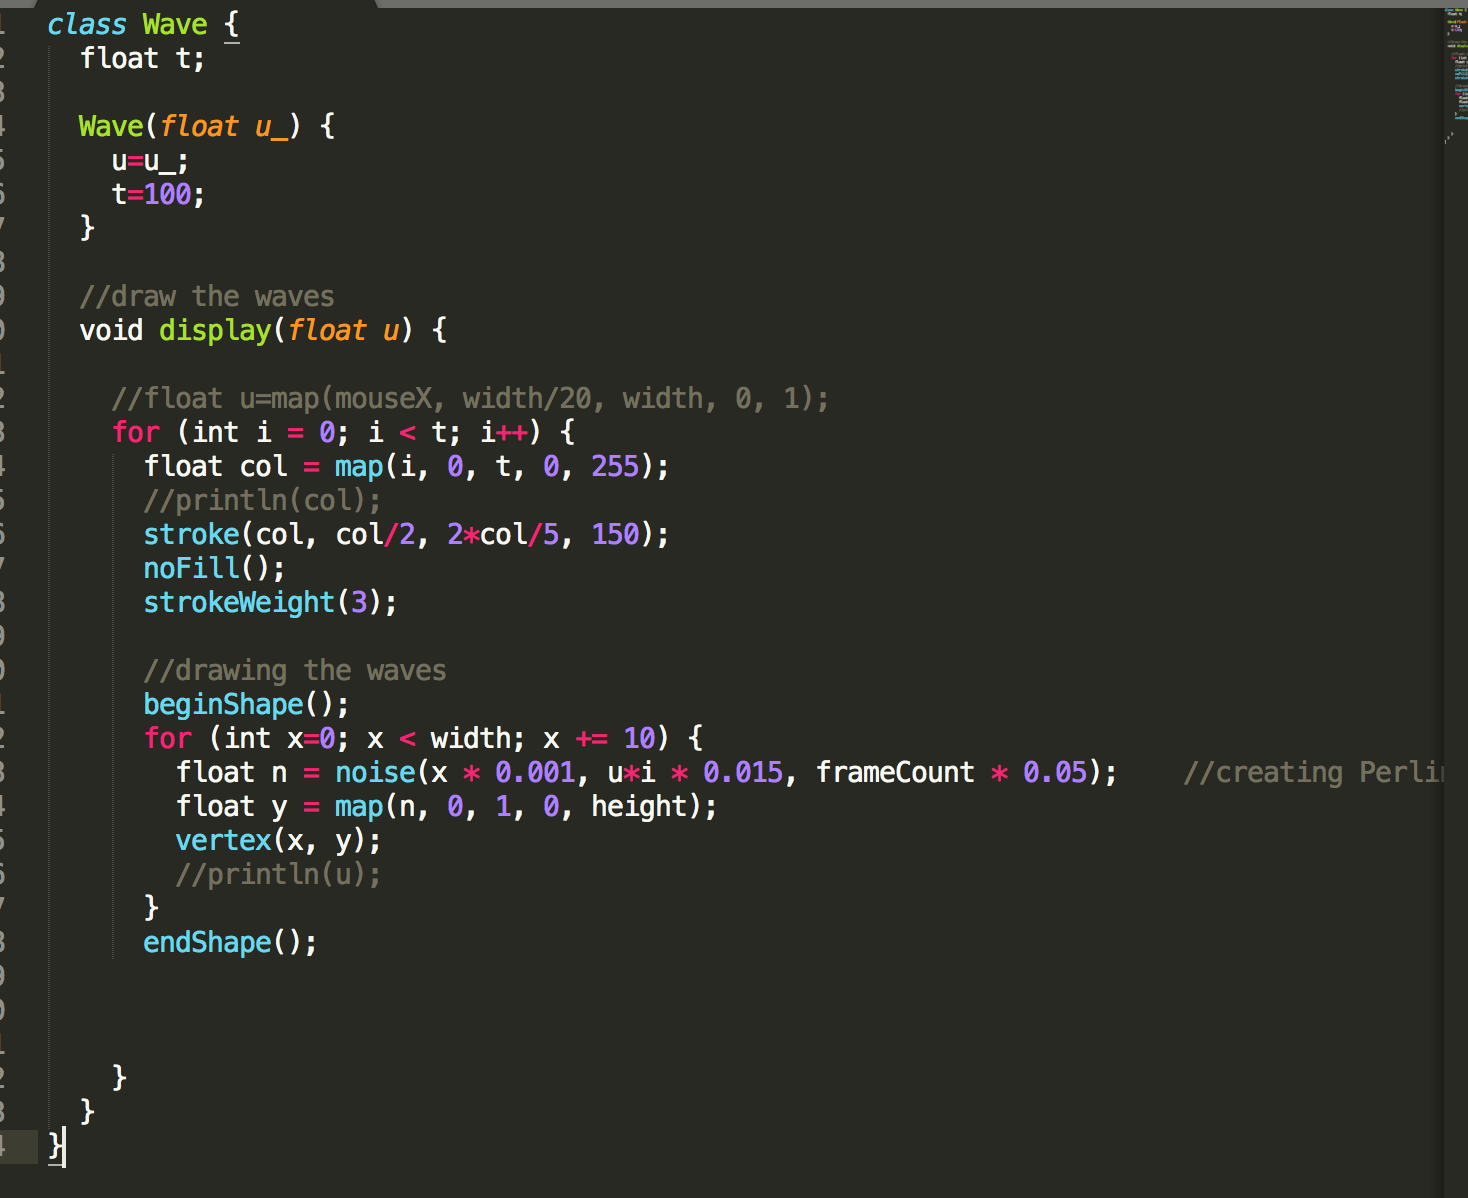 class Wave {
float t;
Wave(float u_) {
u=u_;
t=100;
}
//draw the waves
void display(float u) {
//float u=map(mouseX, width/20, width, 0, 1);
for (int i = 0; i < t; i++) {
float col = map(i, 0, t, 0, 255);
//println(col);
stroke(col, col/2, 2*col/5, 150);
noFill();
strokeWeight(3);
//drawing the waves
beginShape();
for (int x=0; x < width; x += 10) {
float n = noise(x * 0.001, u*i * 0.015, frameCount * 0.05); //creating
float y = map(n, 0, 1, 0, height);
vertex(x, y);
//println(u);
}
endShape();
}
}
}